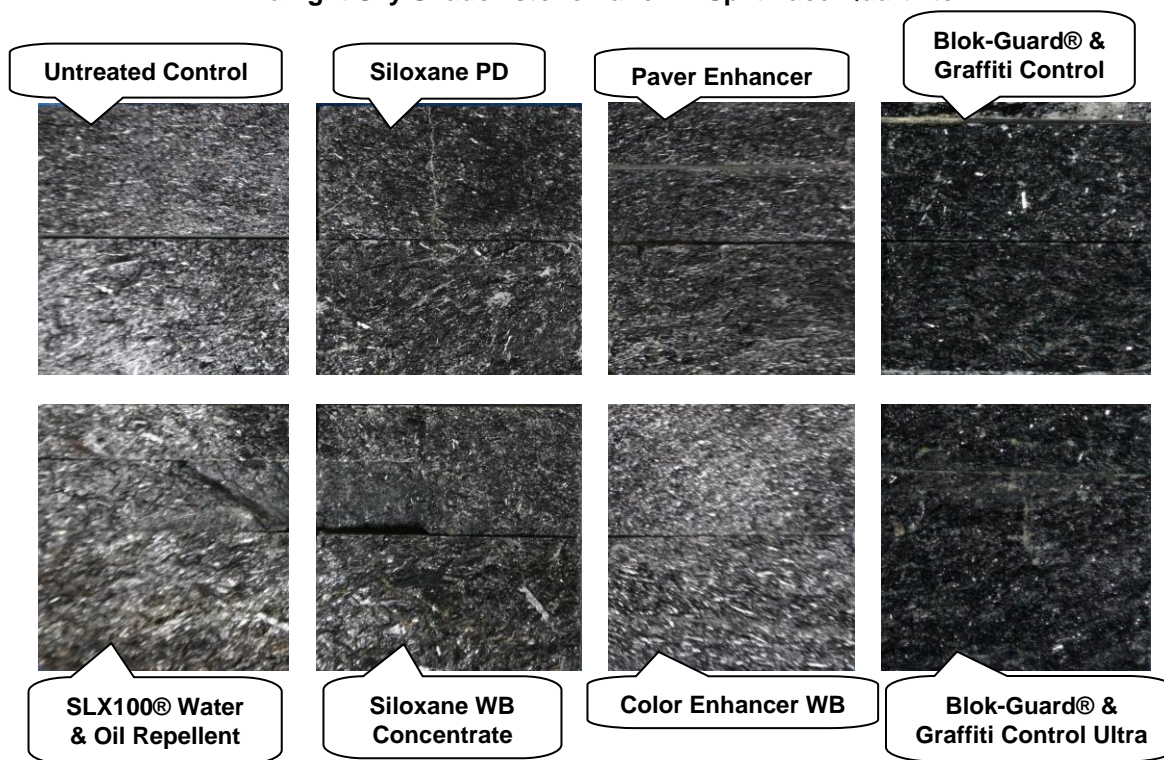 Untreated Control
Siloxane PD
Paver Enhancer
Blok-Guard® &
Graffiti Control
SLX100® Water
& Oil Repellent
Siloxane WB
Concentrate
Color Enhancer WB
Blok-Guard® &
Graffiti Control Ultra